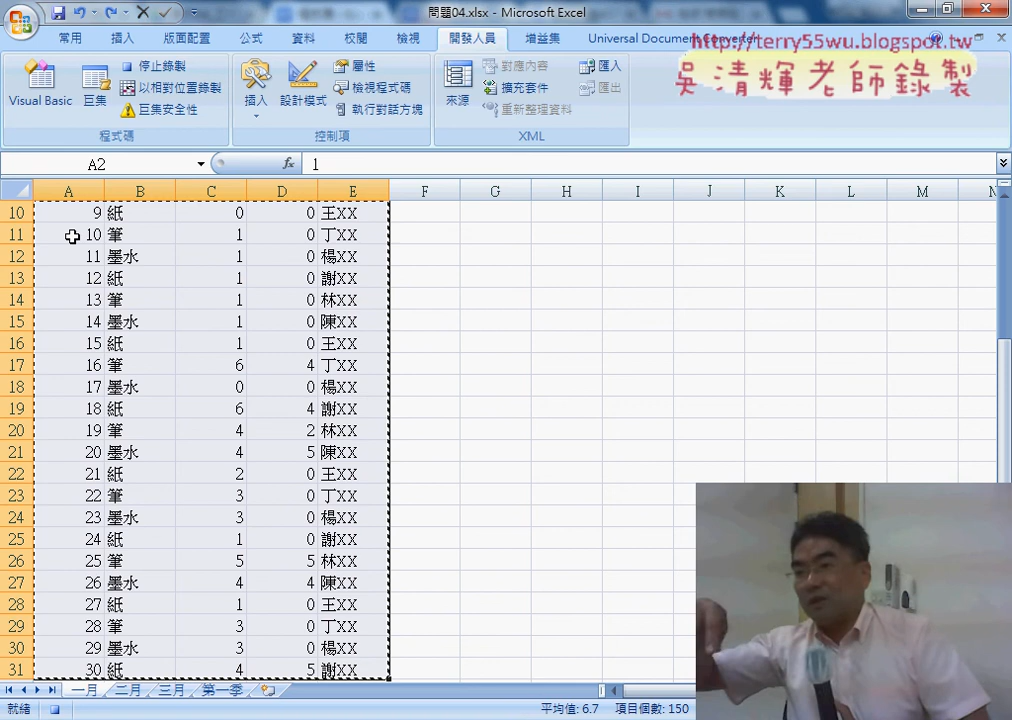 問題04.xlsx - Microsoft Excel
常用 插入 版面配置 公式 資料 校閱 檢視 開發人員 增益集 Universal Document Converter
http://terry55wu.blogspot.tw
吳清輝老師錄製
Visual Basic 巨集 停止錄製 以相對位置錄製 巨集安全性 程式碼
插入 設計模式 屬性 檢視程式碼 執行對話方塊 控制項
來源 對應內容 擴充套件 重新整理資料 匯入 匯出 XML
A2 fx 1
A B C D E F G H I J K L M N
10 9 紙 0 0 王XX
11 10 筆 1 0 丁XX
12 11 墨水 1 0 楊XX
13 12 紙 1 0 謝XX
14 13 筆 1 0 林XX
15 14 墨水 1 0 陳XX
16 15 紙 1 0 王XX
17 16 筆 6 4 丁XX
18 17 墨水 0 0 楊XX
19 18 紙 6 4 謝XX
20 19 筆 4 2 林XX
21 20 墨水 4 5 陳XX
22 21 紙 2 0 王XX
23 22 筆 3 0 丁XX
24 23 墨水 3 0 楊XX
25 24 紙 1 0 謝XX
26 25 筆 5 5 林XX
27 26 墨水 4 4 陳XX
28 27 紙 1 0 王XX
29 28 筆 3 0 丁XX
30 29 墨水 3 0 楊XX
31 30 紙 4 5 謝XX
一月 二月 三月 第一季
就緒 平均值: 6.7 項目個數: 150